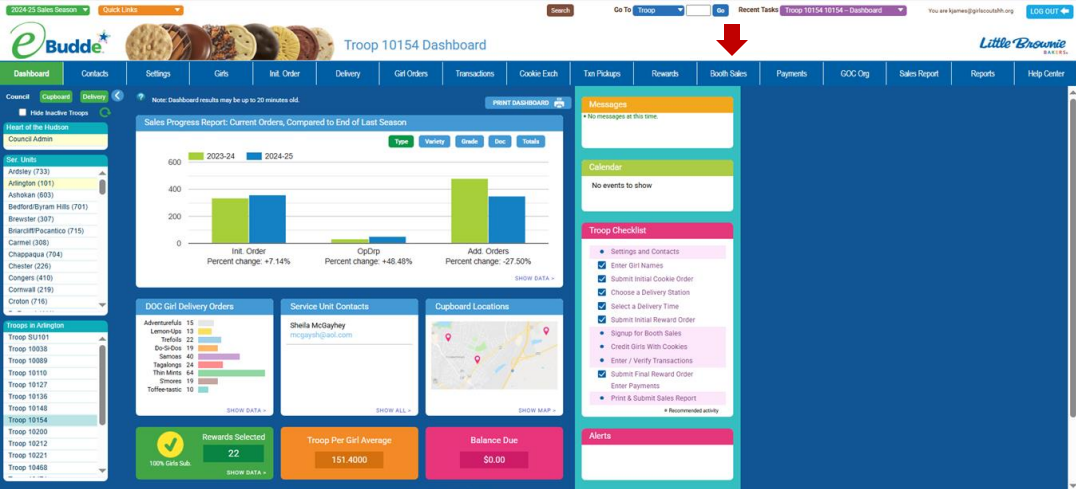 2024-25 Sales Season
Quick Links
Search
Go To
Troop
Go
Recent Tasks
Troop 10154 10154 – Dashboard
You are kjames@girlscoutshh.org
LOG OUT
eBudde
Troop 10154 Dashboard
Little Brownie
BAKERS.
Dashboard Contacts Settings Girls Init. Order Delivery Girl Orders Transactions Cookie Exch Txn Pickups Rewards Booth Sales Payments GOC Org Sales Report Reports Help Center
Council Cupboard Delivery
Hide Inactive Troops
Heart of the Hudson
Council Admin
Ser. Units
Ardsley (733)
Arlington (101)
Ashokan (603)
Bedford/Byram Hills (701)
Brewster (307)
Briarcliff/Pocantico (715)
Carmel (308)
Chappaqua (704)
Chester (226)
Congers (410)
Cornwall (219)
Croton (716)
Troops in Arlington
Troop SU101
Troop 10038
Troop 10089
Troop 10110
Troop 10127
Troop 10136
Troop 10148
Troop 10154
Troop 10200
Troop 10212
Troop 10221
Troop 10468
Note: Dashboard results may be up to 20 minutes old.
PRINT DASHBOARD
Sales Progress Report: Current Orders, Compared to End of Last Season
Type Variety Grade Doc Totals
2023-24 2024-25
600
400
200
0
Init. Order OpDrp Add. Orders
Percent change: +7.14% Percent change: +48.48% Percent change: -27.50%
SHOW DATA >
DOC Girl Delivery Orders
Adventurefuls 15
Lemon-Ups 13
Trefoils 22
Do-Si-Dos 19
Samoas 40
Tagalongs 24
Thin Mints 64
S'mores 19
Toffee-tastic 10
SHOW DATA >
Service Unit Contacts
Sheila McGayhey
mcgaysh@aol.com
SHOW ALL >
Cupboard Locations
SHOW MAP >
100% Girls Sub.
Rewards Selected
22
SHOW DATA >
Troop Per Girl Average
151.4000
Balance Due
$0.00
Messages
* No messages at this time.
Calendar
No events to show
Troop Checklist
• Settings and Contacts
Enter Girl Names
Submit Initial Cookie Order
Choose a Delivery Station
Select a Delivery Time
Submit Initial Reward Order
• Signup for Booth Sales
• Credit Girls With Cookies
• Enter / Verify Transactions
Submit Final Reward Order
Enter Payments
• Print & Submit Sales Report
* Recommended activity
Alerts